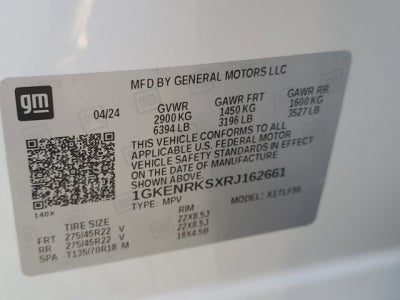 gm
MFD BY GENERAL MOTORS LLC
04/24 GVWR GAWR FRT GAWR RR
2900 KG 1450 KG 1600 KG
6394 LB 3196 LB 3527 LB
THIS VEHICLE CONFORMS TO ALL
APPLICABLE U.S. FEDERAL MOTOR
VEHICLE SAFETY STANDARDS IN EFFECT
ON THE DATE OF MANUFACTURE
SHOWN ABOVE.
1GKENRKSXRJ162661
140X TYPE: MPV MODEL: X1TLF56
TIRE SIZE RIM
FRT 275/45R22 V 22X8.5J
RR 275/45R22 V 22X8.5J
SPA T135/70R18 M 18X4.5B